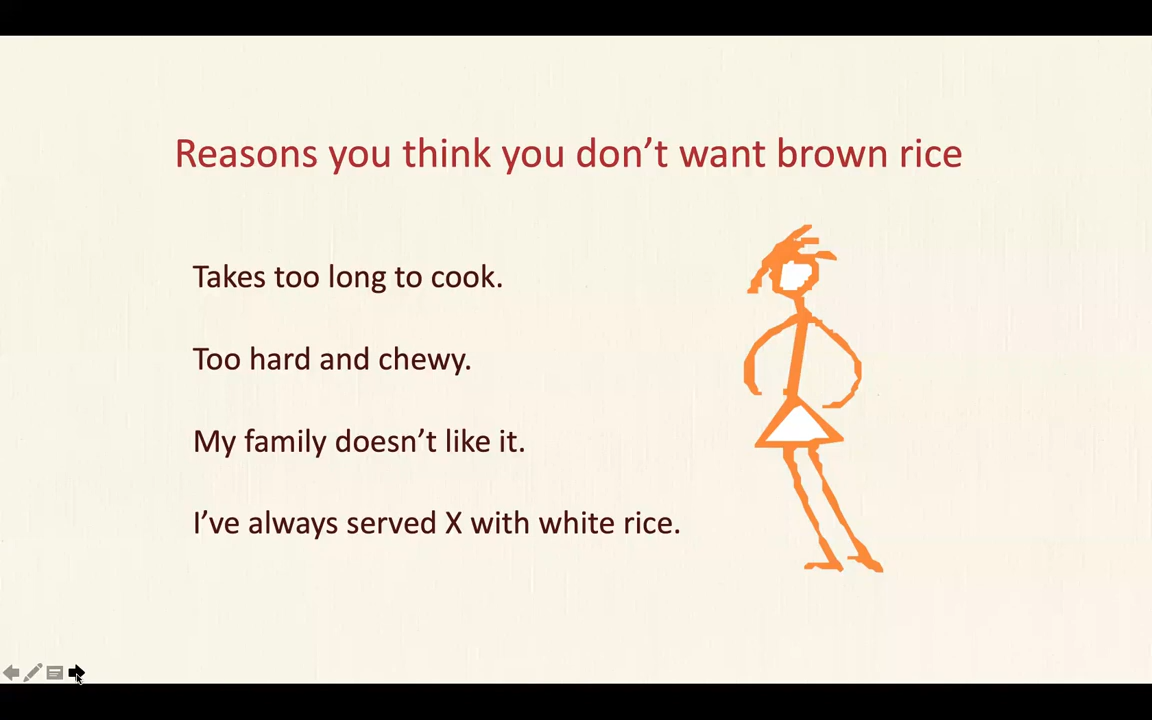 Reasons you think you don’t want brown rice
Takes too long to cook.
Too hard and chewy.
My family doesn’t like it.
I’ve always served X with white rice.